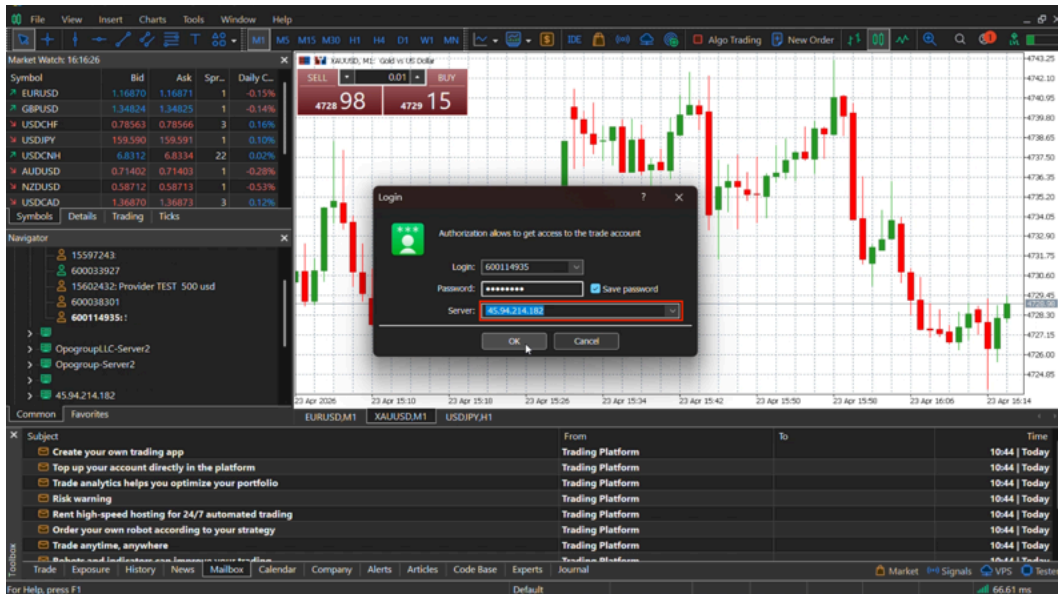 File View Insert Charts Tools Window Help
M1 M5 M15 M30 H1 H4 D1 W1 MN IDE Algo Trading New Order
Market Watch: 16:16:26
Symbol Bid Ask Spr... Daily C...
EURUSD 1.16870 1.16871 1 -0.15%
GBPUSD 1.34824 1.34825 1 -0.14%
USDCHF 0.78563 0.78566 3 0.16%
USDJPY 159.590 159.591 1 0.10%
USDCNH 6.8312 6.8334 22 0.02%
AUDUSD 0.71402 0.71403 1 -0.28%
NZDUSD 0.58712 0.58713 1 -0.53%
USDCAD 1.36870 1.36873 3 0.12%
Symbols Details Trading Ticks
Navigator
15597243
600033927
15602432: Provider TEST 500 usd
600038301
600114935: :
OpogroupLLC-Server2
Opogroup-Server2
45.94.214.182
Common Favorites
XAUUSD, M1: Gold vs US Dollar
SELL 0.01 BUY
4728 98 4729 15
4743.25
4742.10
4740.95
4739.80
4738.65
4737.50
4736.35
4735.20
4734.05
4732.90
4731.75
4730.60
4729.45
4728.98
4728.30
4727.15
4726.00
4724.85
23 Apr 2026 23 Apr 15:10 23 Apr 15:18 23 Apr 15:26 23 Apr 15:34 23 Apr 15:42 23 Apr 15:50 23 Apr 15:58 23 Apr 16:06 23 Apr 16:14
EURUSD,M1 XAUUSD,M1 USDJPY,H1
Login ?
Authorization allows to get access to the trade account
Login: 600114935
Password: •••••••• Save password
Server: 45.94.214.182
OK Cancel
Subject From To Time
Create your own trading app Trading Platform 10:44 | Today
Top up your account directly in the platform Trading Platform 10:44 | Today
Trade analytics helps you optimize your portfolio Trading Platform 10:44 | Today
Risk warning Trading Platform 10:44 | Today
Rent high-speed hosting for 24/7 automated trading Trading Platform 10:44 | Today
Order your own robot according to your strategy Trading Platform 10:44 | Today
Trade anytime, anywhere Trading Platform 10:44 | Today
Robots and indicators can improve your trading Trading Platform 10:44 | Today
Toolbox
Trade Exposure History News Mailbox Calendar Company Alerts Articles Code Base Experts Journal Market Signals VPS Tester
For Help, press F1 Default 66.61 ms